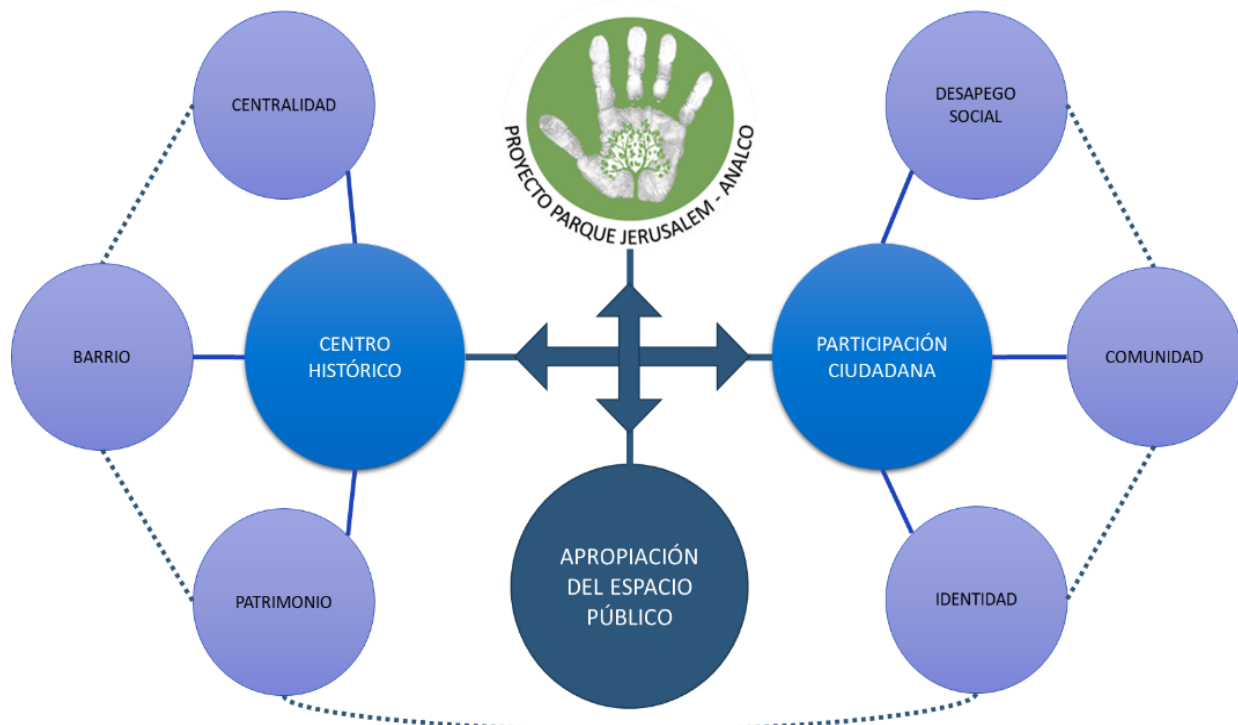 CENTRALIDAD
PROYECTO PARQUE JERUSALEM - ANALCO
DESAPEGO
SOCIAL
BARRIO
CENTRO
HISTÓRICO
PARTICIPACIÓN
CIUDADANA
COMUNIDAD
PATRIMONIO
APROPIACIÓN
DEL ESPACIO
PÚBLICO
IDENTIDAD